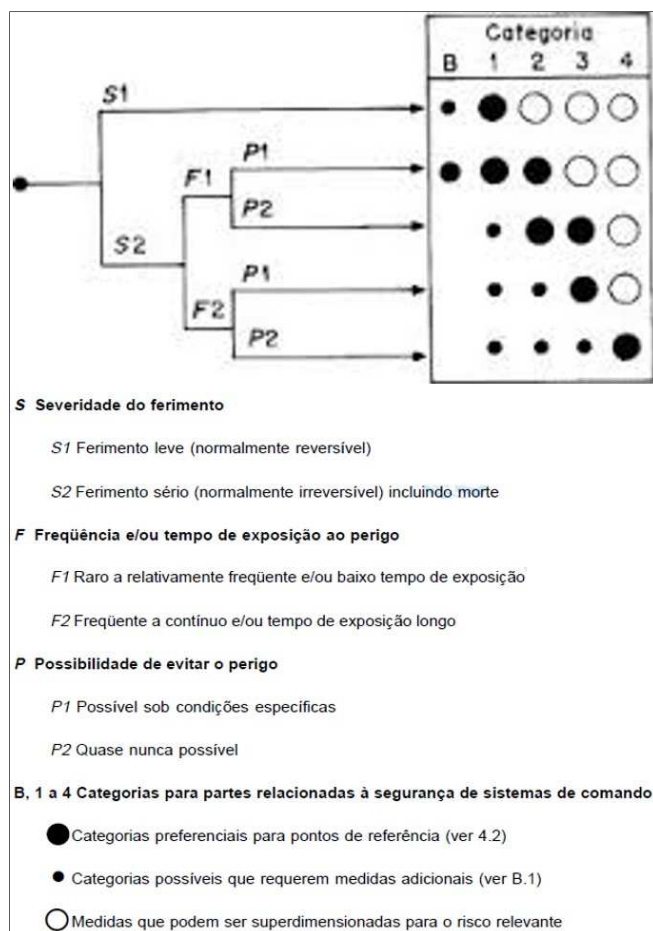 Categoria
B 1 2 3 4
S1
P1
F1
P2
S2
P1
F2
P2
S Severidade do ferimento
S1 Ferimento leve (normalmente reversível)
S2 Ferimento sério (normalmente irreversível) incluindo morte
F Freqüência e/ou tempo de exposição ao perigo
F1 Raro a relativamente freqüente e/ou baixo tempo de exposição
F2 Freqüente a contínuo e/ou tempo de exposição longo
P Possibilidade de evitar o perigo
P1 Possível sob condições específicas
P2 Quase nunca possível
B, 1 a 4 Categorias para partes relacionadas à segurança de sistemas de comando
Categorias preferenciais para pontos de referência (ver 4.2)
Categorias possíveis que requerem medidas adicionais (ver B.1)
Medidas que podem ser superdimensionadas para o risco relevante